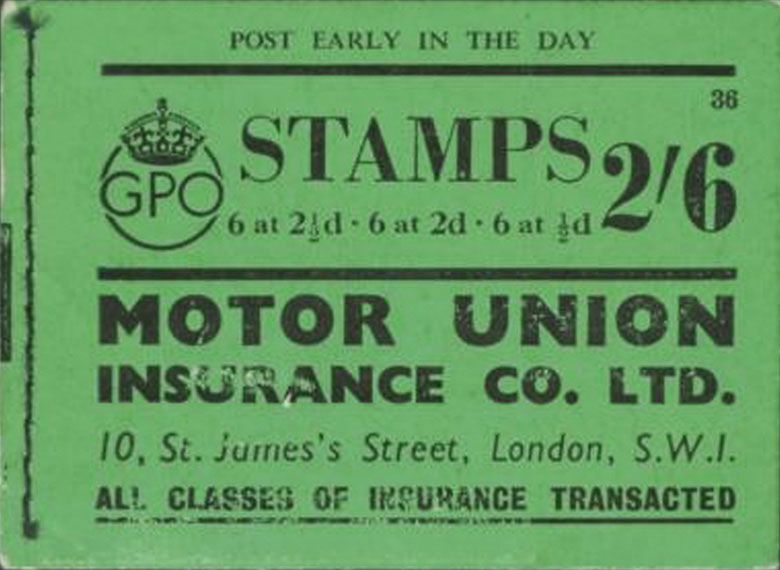 POST EARLY IN THE DAY
36
GPO
STAMPS 2/6
6 at 2½d · 6 at 2d · 6 at ½d
MOTOR UNION
INSURANCE CO. LTD.
10, St. James's Street, London, S.W.1.
ALL CLASSES OF INSURANCE TRANSACTED